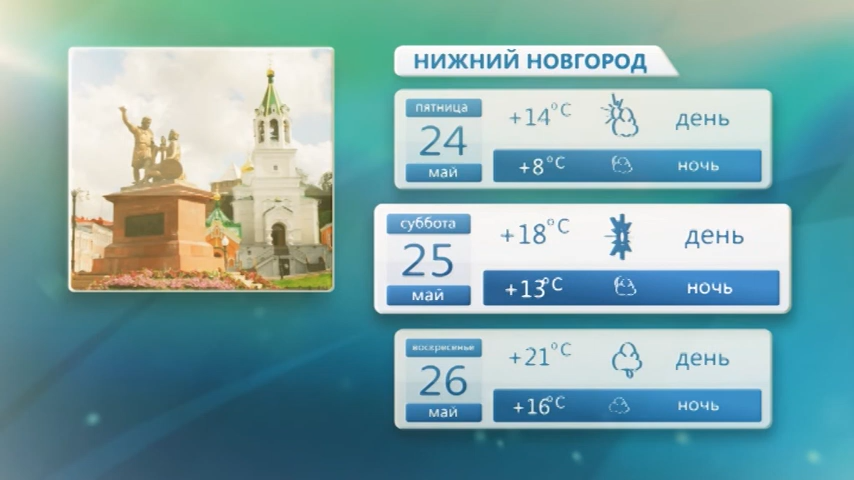 НИЖНИЙ НОВГОРОД
пятница
24
май
+14°C
день
+8°C
ночь
суббота
25
май
+18°C
день
+13°C
ночь
воскресенье
26
май
+21°C
день
+16°C
ночь